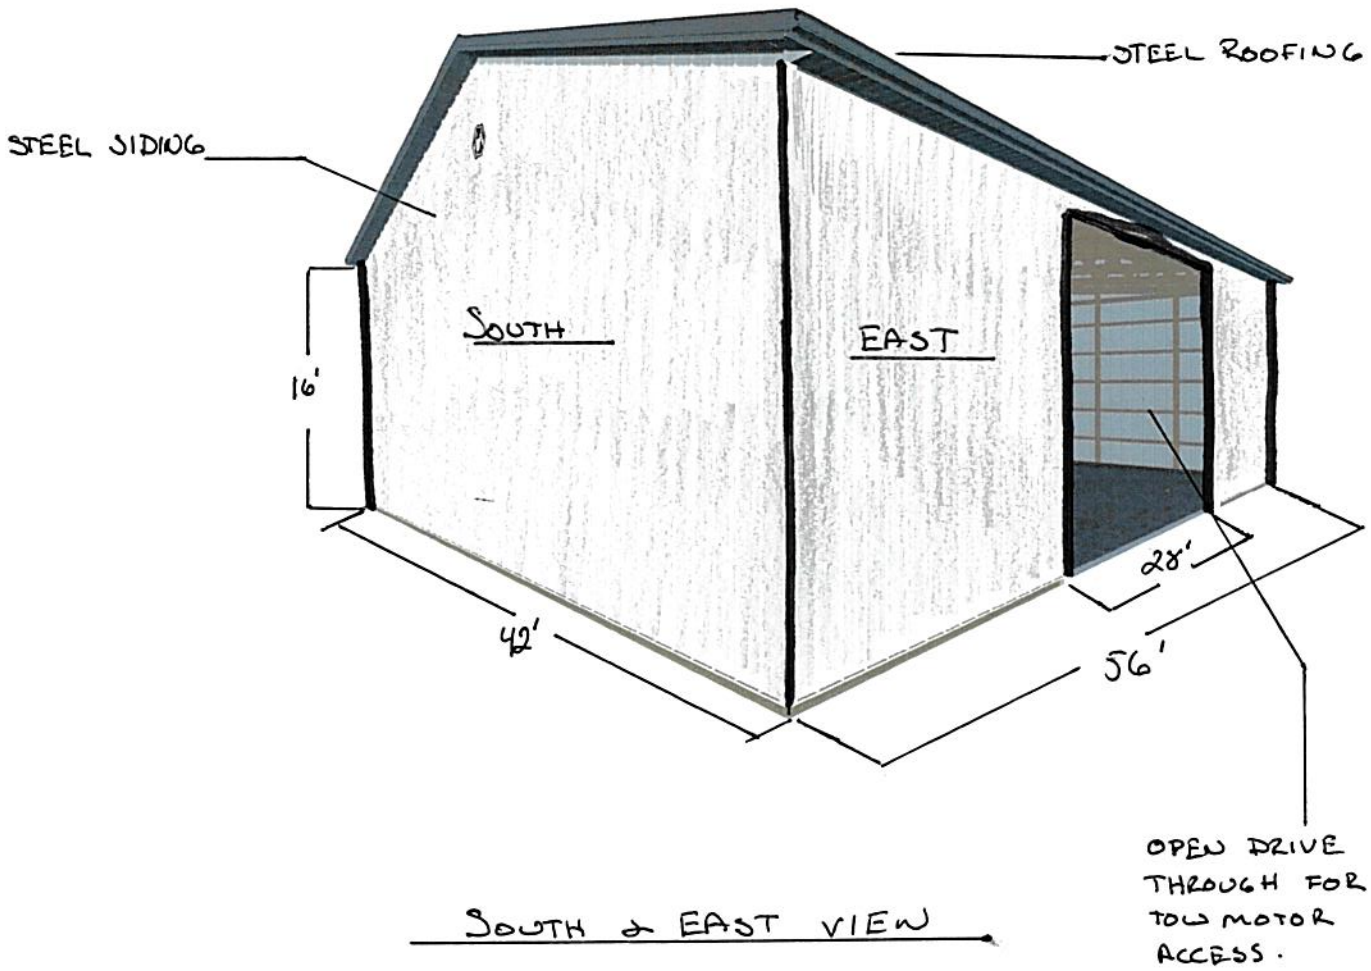 STEEL ROOFING
STEEL SIDING
SOUTH
EAST
16'
28'
42'
56'
OPEN DRIVE
THROUGH FOR
TOW MOTOR
ACCESS.
SOUTH & EAST VIEW